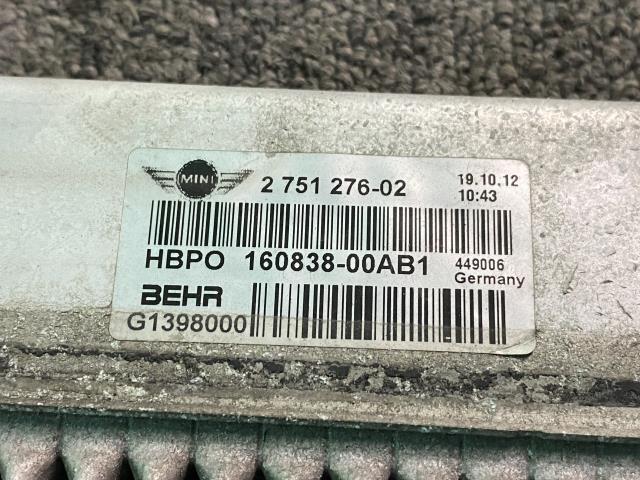 MINI 2 751 276-02 19.10.12
10:43
HBPO 160838-00AB1 449006
Germany
BEHR
G1398000